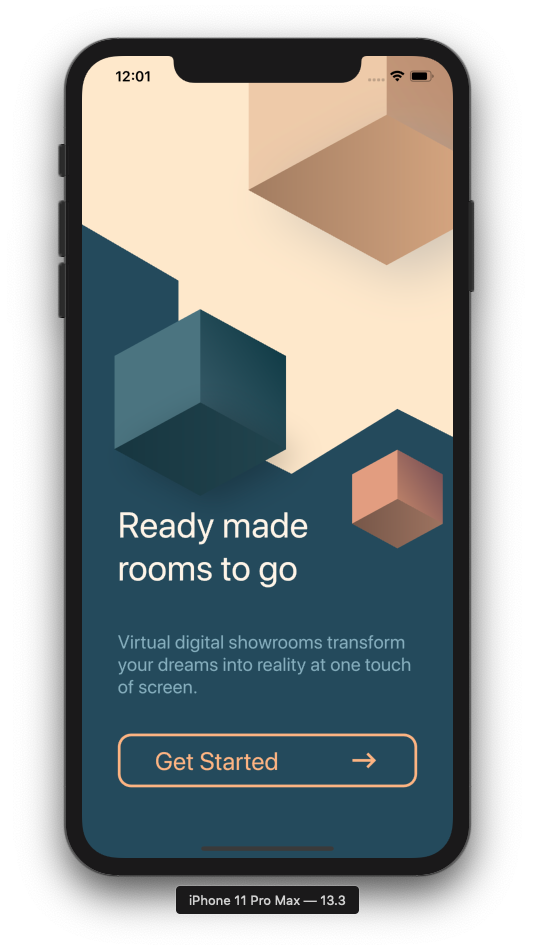 12:01
Ready made
rooms to go
Virtual digital showrooms transform
your dreams into reality at one touch
of screen.
Get Started →
iPhone 11 Pro Max — 13.3